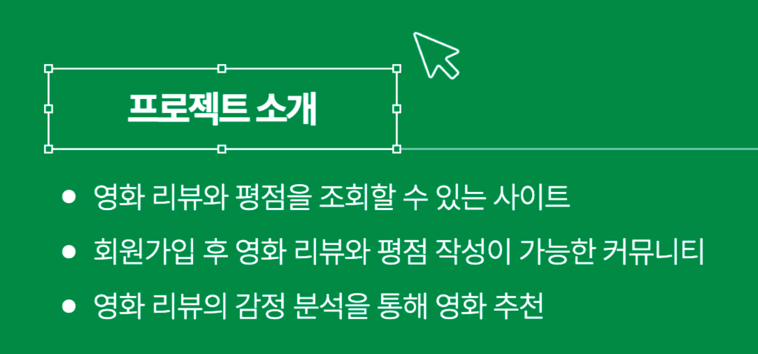 프로젝트 소개
● 영화 리뷰와 평점을 조회할 수 있는 사이트
● 회원가입 후 영화 리뷰와 평점 작성이 가능한 커뮤니티
● 영화 리뷰의 감정 분석을 통해 영화 추천